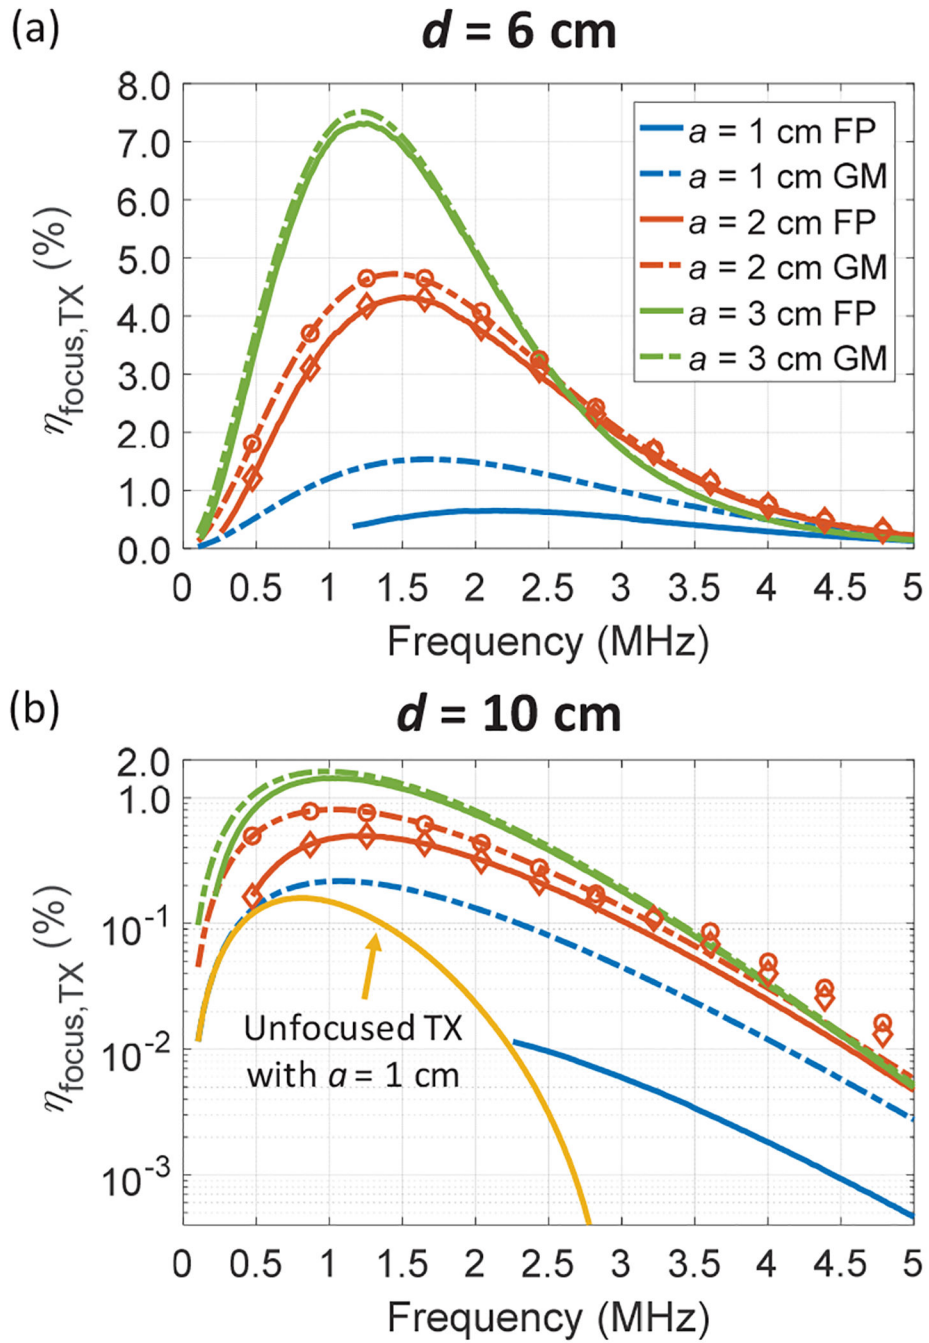 (a)
d = 6 cm
8.0
7.0
6.0
5.0
4.0
3.0
2.0
1.0
0.0
ηfocus,TX (%)
a = 1 cm FP
a = 1 cm GM
a = 2 cm FP
a = 2 cm GM
a = 3 cm FP
a = 3 cm GM
0 0.5 1 1.5 2 2.5 3 3.5 4 4.5 5
Frequency (MHz)
(b)
d = 10 cm
2.0
1.0
10⁻¹
10⁻²
10⁻³
ηfocus,TX (%)
Unfocused TX
with a = 1 cm
0 0.5 1 1.5 2 2.5 3 3.5 4 4.5 5
Frequency (MHz)